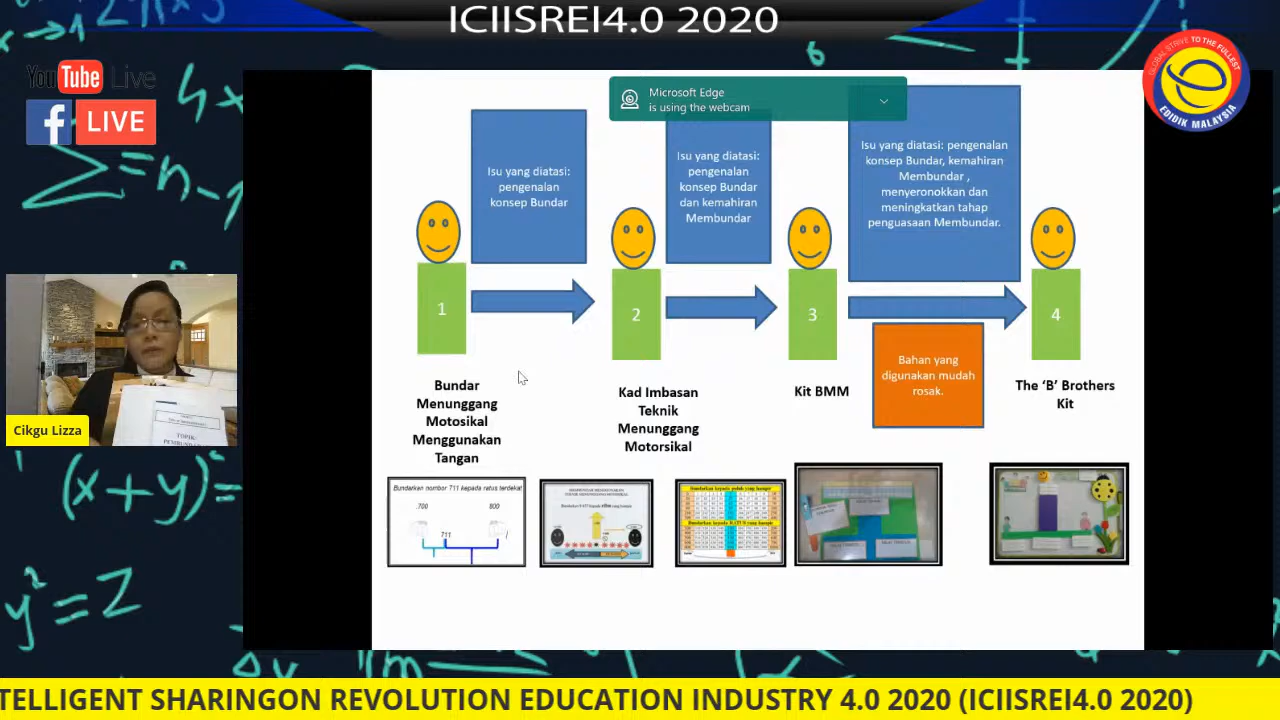 ICIISREI4.0 2020
YouTube Live
f LIVE
GLOBAL STRIVE TO THE FULLEST
EDIDIK MALAYSIA
Microsoft Edge
is using the webcam
Isu yang diatasi:
pengenalan
konsep Bundar
Isu yang diatasi:
pengenalan
konsep Bundar
dan kemahiran
Membundar
Isu yang diatasi: pengenalan
konsep Bundar, kemahiran
Membundar ,
menyeronokkan dan
meningkatkan tahap
penguasaan Membundar.
1
2
3
4
Bahan yang
digunakan mudah
rosak.
Bundar
Menunggang
Motosikal
Menggunakan
Tangan
Kad Imbasan
Teknik
Menunggang
Motorsikal
Kit BMM
The ‘B’ Brothers
Kit
Bundarkan nombor 711 kepada ratus terdekat
700 800
711
Cikgu Lizza
TOPIK
(x+y)²=
y²=z
TELLIGENT SHARINGON REVOLUTION EDUCATION INDUSTRY 4.0 2020 (ICIISREI4.0 2020)